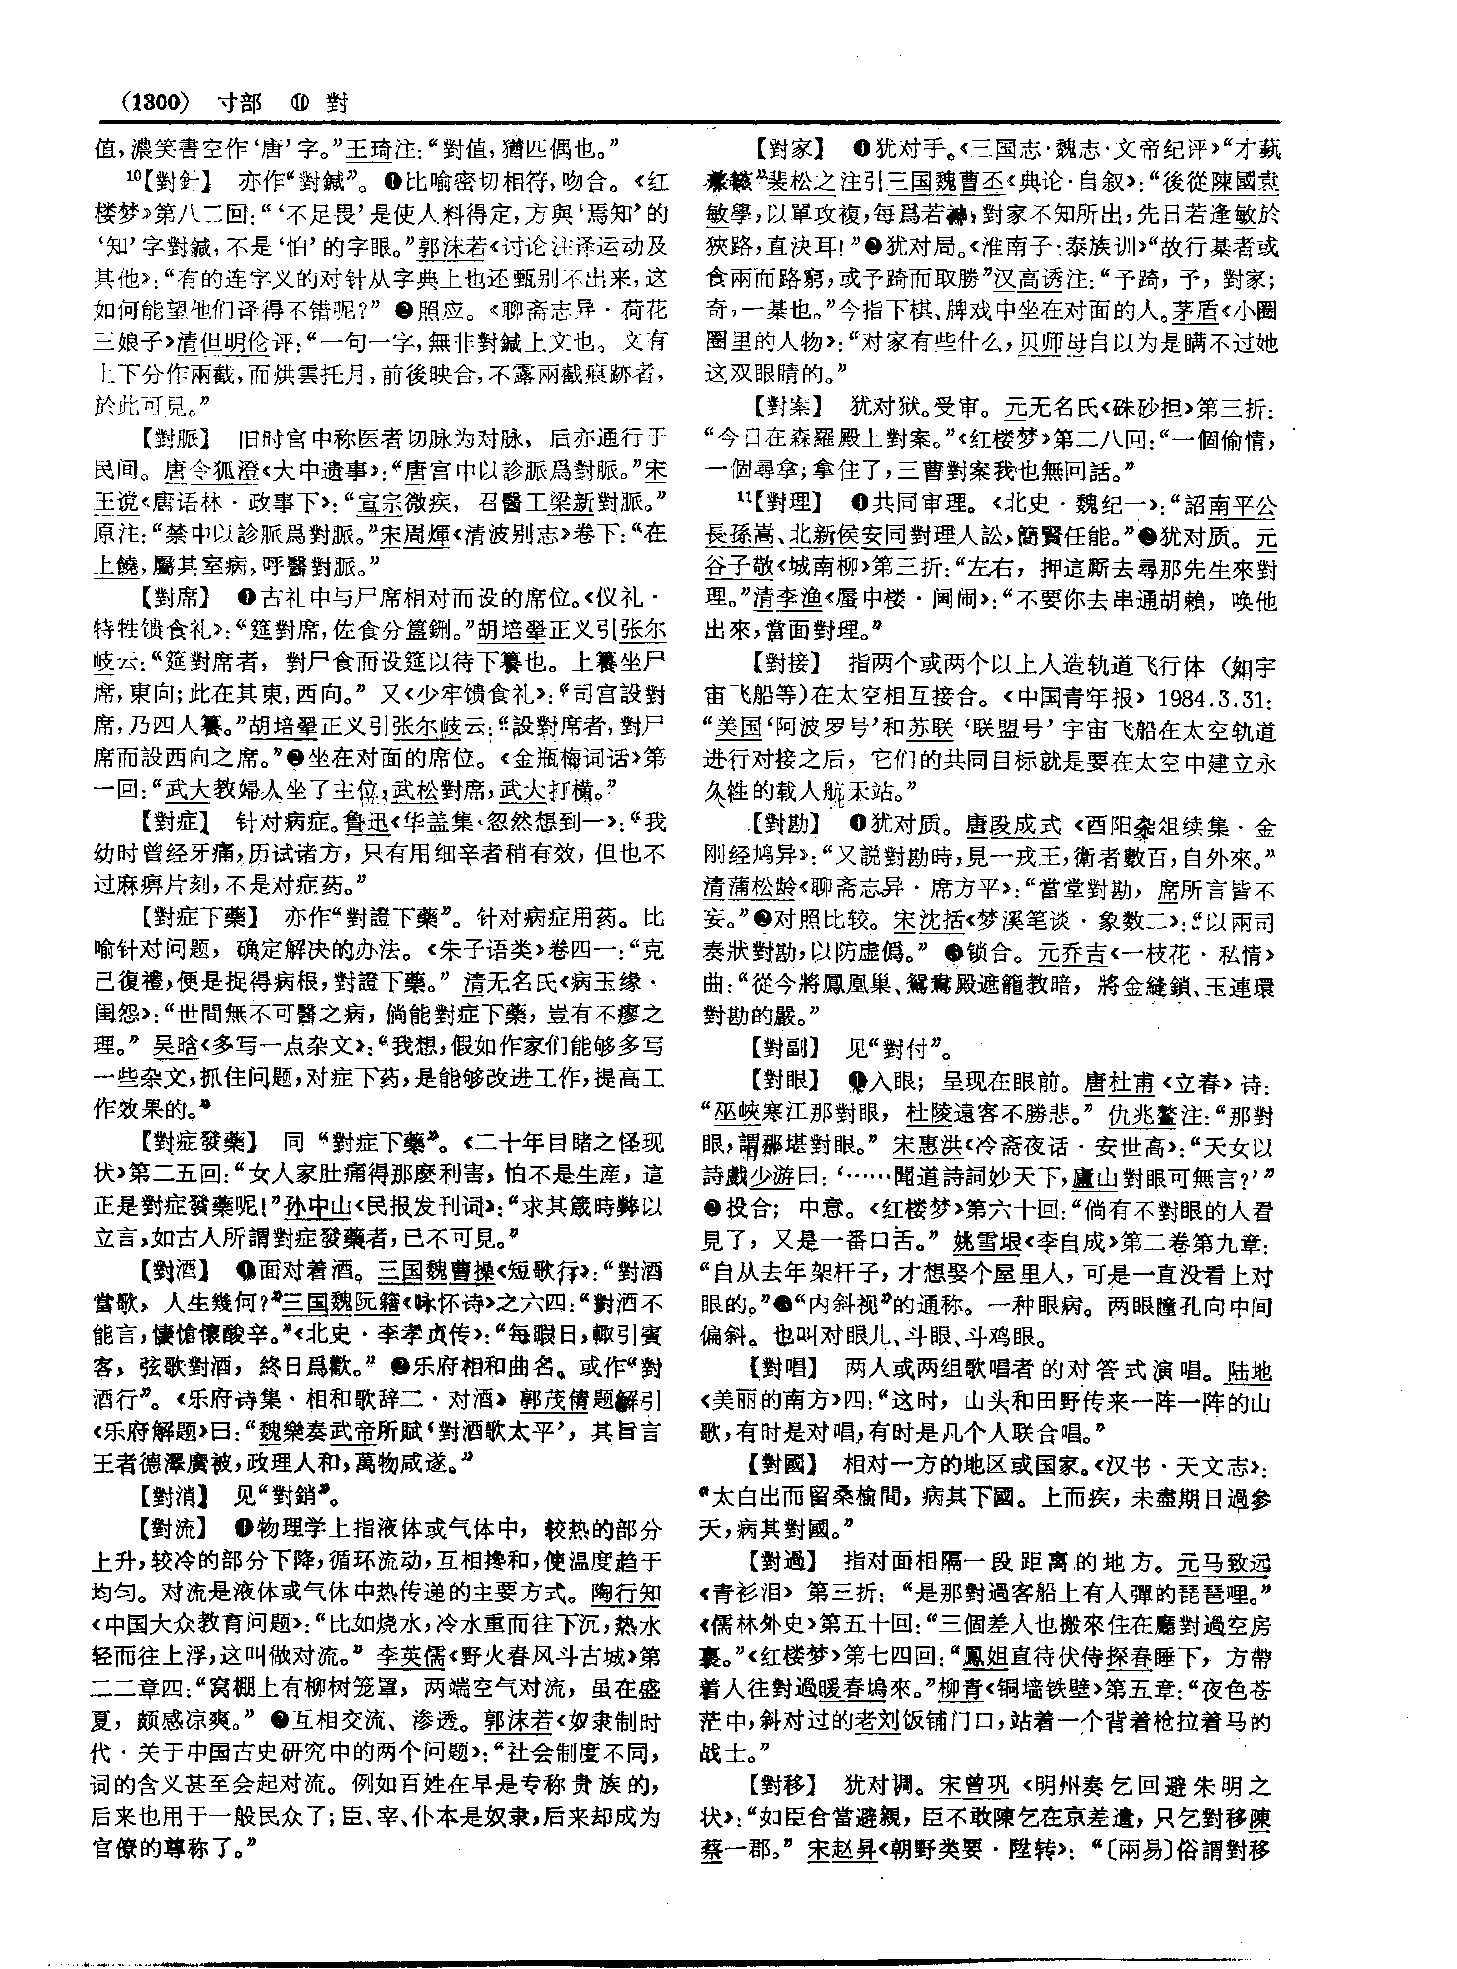 (1300) 寸部 ⑪ 對
值，濃笑書空作‘唐’字。”王琦注：“對值，猶匹偶也。”
10【對針】 亦作“對鍼”。❶比喻密切相符，吻合。《红
楼梦》第八二回：“‘不足畏’是使人料得定，方與‘焉知’的
‘知’字對鍼，不是‘怕’的字眼。”郭沫若《讨论注译运动及
其他》：“有的连字义的对针从字典上也还甄别不出来，这
如何能望他们译得不错呢？”❷照应。《聊斋志异·荷花
三娘子》清但明伦评：“一句一字，無非對鍼上文也。文有
上下分作兩截，而烘雲托月，前後映合，不露兩截痕跡者，
於此可見。”
【對脈】 旧时宫中称医者切脉为对脉，后亦通行于
民间。唐令狐澄《大中遗事》：“唐宫中以診脈爲對脈。”宋
王谠《唐语林·政事下》：“宣宗微疾，召醫工梁新對脈。”
原注：“禁中以診脈爲對脈。”宋周煇《清波别志》卷下：“在
上饒，屬其室病，呼醫對脈。”
【對席】 ❶古礼中与尸席相对而设的席位。《仪礼·
特牲馈食礼》：“筵對席，佐食分簋鉶。”胡培翬正义引张尔
岐云：“筵對席者，對尸食而设筵以待下䬸也。上䬸坐尸
席，東向；此在其東，西向。”又《少牢馈食礼》：“司宫設對
席，乃四人䬸。”胡培翬正义引张尔岐云：“設對席者，對尸
席而設西向之席。”❷坐在对面的席位。《金瓶梅词话》第
一回：“武大教婦人坐了主位，武松對席，武大打横。”
【對症】 针对病症。鲁迅《华盖集·忽然想到一》：“我
幼时曾经牙痛，历试诸方，只有用细辛者稍有效，但也不
过麻痹片刻，不是对症药。”
【對症下藥】 亦作“對證下藥”。针对病症用药。比
喻针对问题，确定解决的办法。《朱子语类》卷四一：“克
己復禮，便是捉得病根，對證下藥。”清无名氏《病玉缘·
闺怨》：“世間無不可醫之病，倘能對症下藥，豈有不瘳之
理。”吴晗《多写一点杂文》：“我想，假如作家们能够多写
一些杂文，抓住问题，对症下药，是能够改进工作，提高工
作效果的。”
【對症發藥】 同“對症下藥”。《二十年目睹之怪现
状》第二五回：“女人家肚痛得那麽利害，怕不是生産，這
正是對症發藥呢！”孙中山《民报发刊词》：“求其箴時弊以
立言，如古人所謂對症發藥者，已不可見。”
【對酒】 ❶面对着酒。三国魏曹操《短歌行》：“對酒
當歌，人生幾何？”三国魏阮籍《咏怀诗》之六四：“對酒不
能言，悽愴懷酸辛。”《北史·李孝贞传》：“每暇日，輒引賓
客，弦歌對酒，終日爲歡。”❷乐府相和曲名。或作“對
酒行”。《乐府诗集·相和歌辞二·对酒》郭茂倩题解引
《乐府解题》曰：“魏樂奏武帝所賦‘對酒歌太平’，其旨言
王者德澤廣被，政理人和，萬物咸遂。”
【對消】 见“對銷”。
【對流】 ❶物理学上指液体或气体中，较热的部分
上升，较冷的部分下降，循环流动，互相搀和，使温度趋于
均匀。对流是液体或气体中热传递的主要方式。陶行知
《中国大众教育问题》：“比如烧水，冷水重而往下沉，热水
轻而往上浮，这叫做对流。”李英儒《野火春风斗古城》第
二二章四：“窝棚上有柳树笼罩，两端空气对流，虽在盛
夏，颇感凉爽。”❷互相交流、渗透。郭沫若《奴隶制时
代·关于中国古史研究中的两个问题》：“社会制度不同，
词的含义甚至会起对流。例如百姓在早是专称贵族的，
后来也用于一般民众了；臣、宰、仆本是奴隶，后来却成为
官僚的尊称了。”
【對家】 ❶犹对手。《三国志·魏志·文帝纪评》“才蓺
兼該”裴松之注引三国魏曹丕《典论·自叙》：“後從陳國袁
敏學，以單攻複，每爲若神，對家不知所出，先日若逢敏於
狹路，直決耳！”❷犹对局。《淮南子·泰族训》“故行棊者或
食兩而路窮，或予踦而取勝”汉高诱注：“予踦，予，對家；
奇，一棊也。”今指下棋、牌戏中坐在对面的人。茅盾《小圈
圈里的人物》：“对家有些什么，贝师母自以为是瞒不过她
这双眼睛的。”
【對案】 犹对狱。受审。元无名氏《硃砂担》第三折：
“今日在森羅殿上對案。”《红楼梦》第二八回：“一個偷情，
一個尋拿；拿住了，三曹對案我也無回話。”
11【對理】 ❶共同审理。《北史·魏纪一》：“詔南平公
長孫嵩、北新侯安同對理人訟，簡賢任能。”❷犹对质。元
谷子敬《城南柳》第三折：“左右，押這厮去尋那先生來對
理。”清李渔《蜃中楼·闹闹》：“不要你去串通胡賴，唤他
出來，當面對理。”
【對接】 指两个或两个以上人造轨道飞行体（如宇
宙飞船等）在太空相互接合。《中国青年报》1984.3.31：
“美国‘阿波罗号’和苏联‘联盟号’宇宙飞船在太空轨道
进行对接之后，它们的共同目标就是要在太空中建立永
久性的载人航天站。”
【對勘】 ❶犹对质。唐段成式《酉阳杂俎续集·金
刚经鸠异》：“又説對勘時，見一戎王，衛者數百，自外來。”
清蒲松龄《聊斋志异·席方平》：“當堂對勘，席所言皆不
妄。”❷对照比较。宋沈括《梦溪笔谈·象数二》：“以兩司
奏狀對勘，以防虚僞。”❸锁合。元乔吉《一枝花·私情》
曲：“從今將鳳凰巢、鴛鴦殿遮籠教暗，將金縫鎖、玉連環
對勘的嚴。”
【對副】 见“對付”。
【對眼】 ❶入眼；呈现在眼前。唐杜甫《立春》诗：
“巫峽寒江那對眼，杜陵遠客不勝悲。”仇兆鳌注：“那對
眼，謂那堪對眼。”宋惠洪《冷斋夜话·安世高》：“天女以
詩戲少游曰：‘……聞道詩詞妙天下，廬山對眼可無言？’”
❷投合；中意。《红楼梦》第六十回：“倘有不對眼的人看
見了，又是一番口舌。”姚雪垠《李自成》第二卷第九章：
“自从去年架杆子，才想娶个屋里人，可是一直没看上对
眼的。”❸“内斜视”的通称。一种眼病。两眼瞳孔向中间
偏斜。也叫对眼儿、斗眼、斗鸡眼。
【對唱】 两人或两组歌唱者的对答式演唱。陆地
《美丽的南方》四：“这时，山头和田野传来一阵一阵的山
歌，有时是对唱，有时是几个人联合唱。”
【對國】 相对一方的地区或国家。《汉书·天文志》：
“太白出而留桑榆間，病其下國。上而疾，未盡期日過參
天，病其對國。”
【對過】 指对面相隔一段距离的地方。元马致远
《青衫泪》第三折：“是那對過客船上有人彈的琵琶哩。”
《儒林外史》第五十回：“三個差人也搬來住在廳對過空房
裏。”《红楼梦》第七四回：“鳳姐直待伏侍探春睡下，方帶
着人往對過暖春塢來。”柳青《铜墙铁壁》第五章：“夜色苍
茫中，斜对过的老刘饭铺门口，站着一个背着枪拉着马的
战士。”
【對移】 犹对调。宋曾巩《明州奏乞回避朱明之
状》：“如臣合當避親，臣不敢陳乞在京差遣，只乞對移陳
蔡一郡。”宋赵昇《朝野类要·陞转》：“〔兩易〕俗謂對移